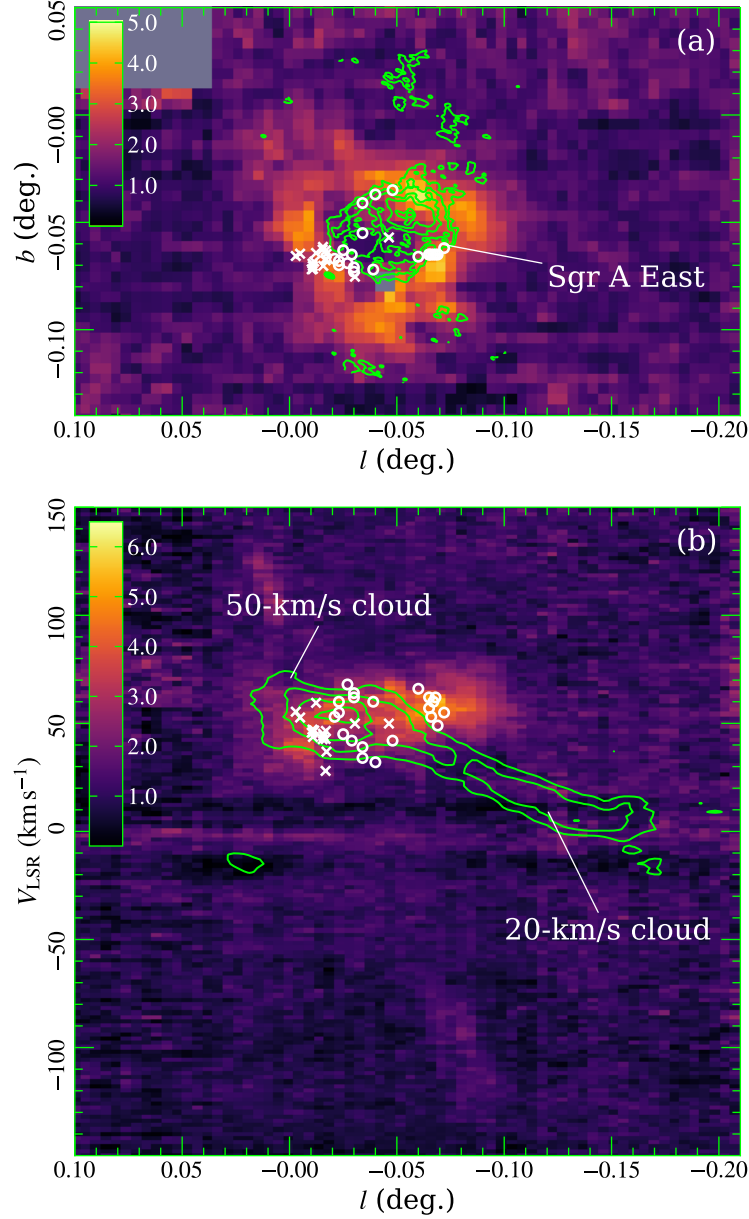 (a)
5.0
4.0
3.0
2.0
1.0
0.05
−0.00
−0.05
−0.10
b (deg.)
Sgr A East
0.10 0.05 −0.00 −0.05 −0.10 −0.15 −0.20
l (deg.)
(b)
6.0
5.0
4.0
3.0
2.0
1.0
150
100
50
0
−50
−100
V_LSR (km s⁻¹)
50-km/s cloud
20-km/s cloud
0.10 0.05 −0.00 −0.05 −0.10 −0.15 −0.20
l (deg.)